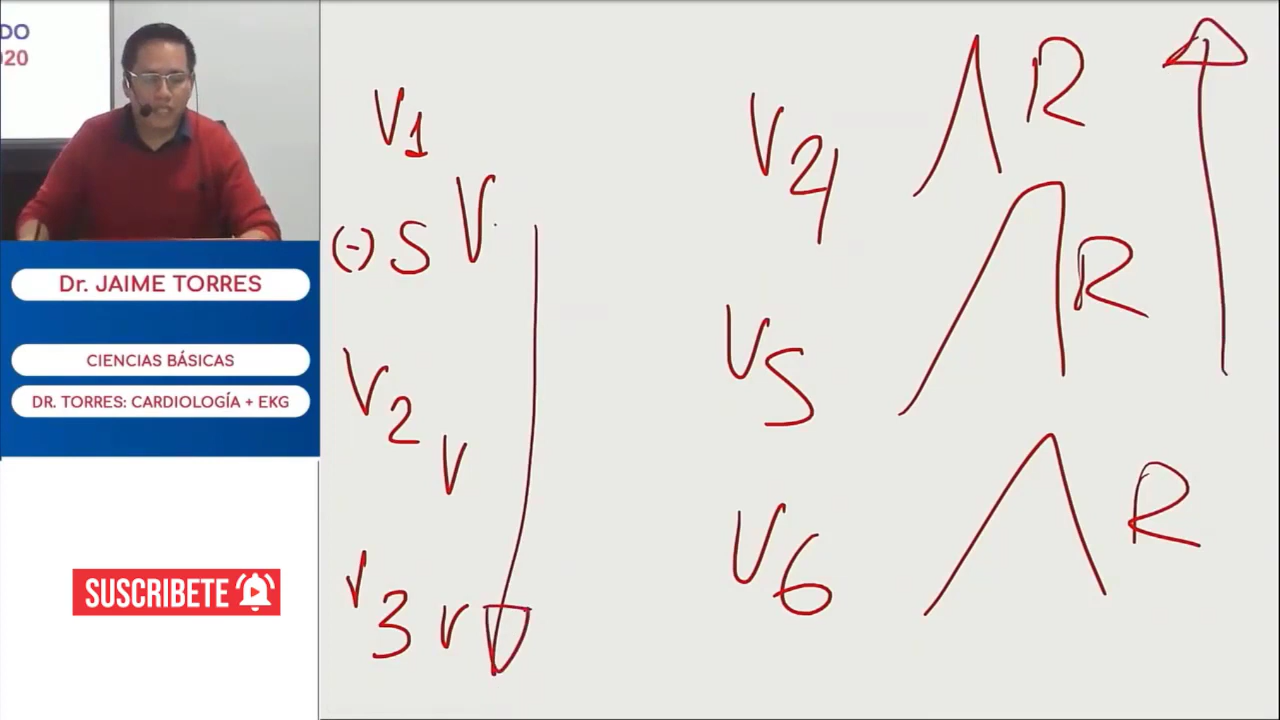 DO
20
Dr. JAIME TORRES
CIENCIAS BÁSICAS
DR. TORRES: CARDIOLOGÍA + EKG
SUSCRIBETE
V1
(-) S V
V2
V
V3 V
V4 R
V5 R
V6 R